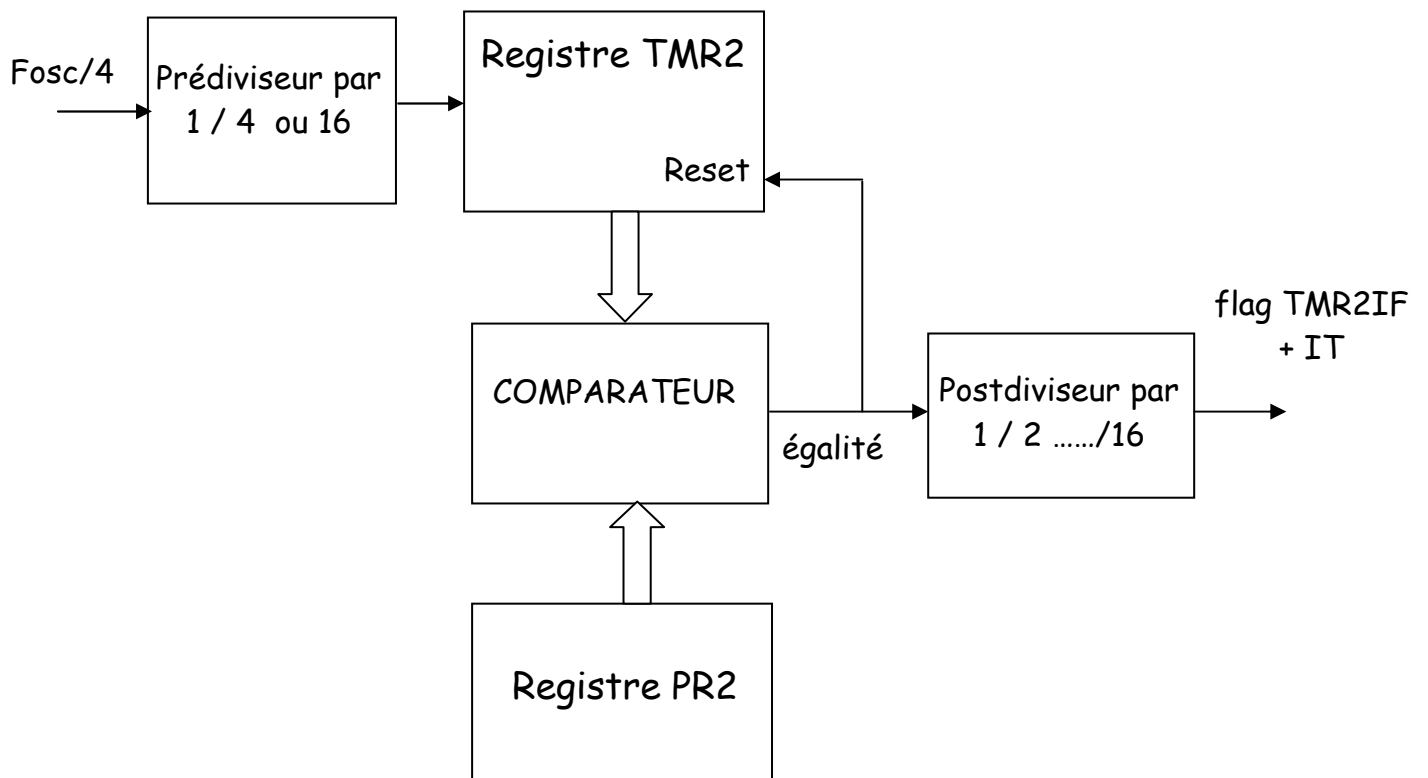 Fosc/4
Prédiviseur par
1 / 4 ou 16
Registre TMR2
Reset
COMPARATEUR
égalité
Postdiviseur par
1 / 2 ……/16
flag TMR2IF
+ IT
Registre PR2